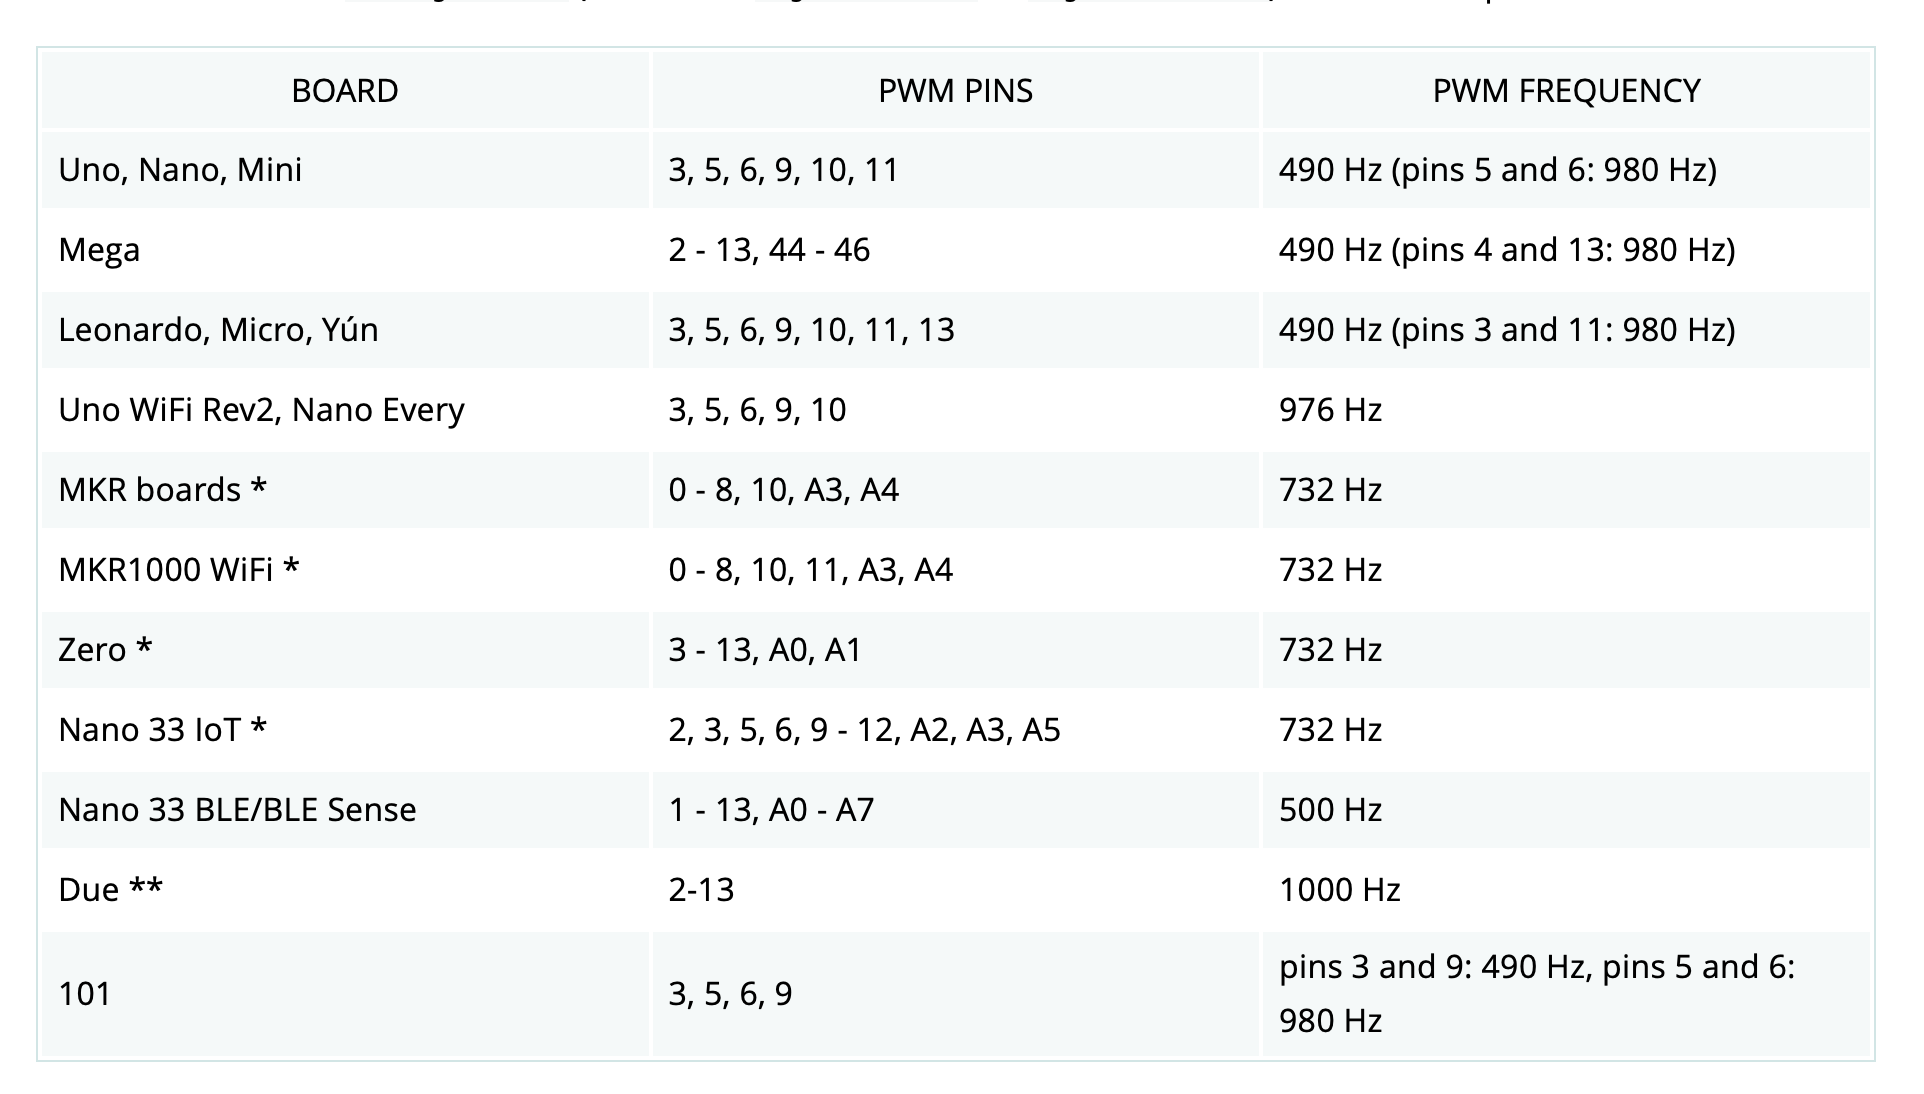 BOARD PWM PINS PWM FREQUENCY
Uno, Nano, Mini 3, 5, 6, 9, 10, 11 490 Hz (pins 5 and 6: 980 Hz)
Mega 2 - 13, 44 - 46 490 Hz (pins 4 and 13: 980 Hz)
Leonardo, Micro, Yún 3, 5, 6, 9, 10, 11, 13 490 Hz (pins 3 and 11: 980 Hz)
Uno WiFi Rev2, Nano Every 3, 5, 6, 9, 10 976 Hz
MKR boards * 0 - 8, 10, A3, A4 732 Hz
MKR1000 WiFi * 0 - 8, 10, 11, A3, A4 732 Hz
Zero * 3 - 13, A0, A1 732 Hz
Nano 33 IoT * 2, 3, 5, 6, 9 - 12, A2, A3, A5 732 Hz
Nano 33 BLE/BLE Sense 1 - 13, A0 - A7 500 Hz
Due ** 2-13 1000 Hz
101 3, 5, 6, 9 pins 3 and 9: 490 Hz, pins 5 and 6:
980 Hz